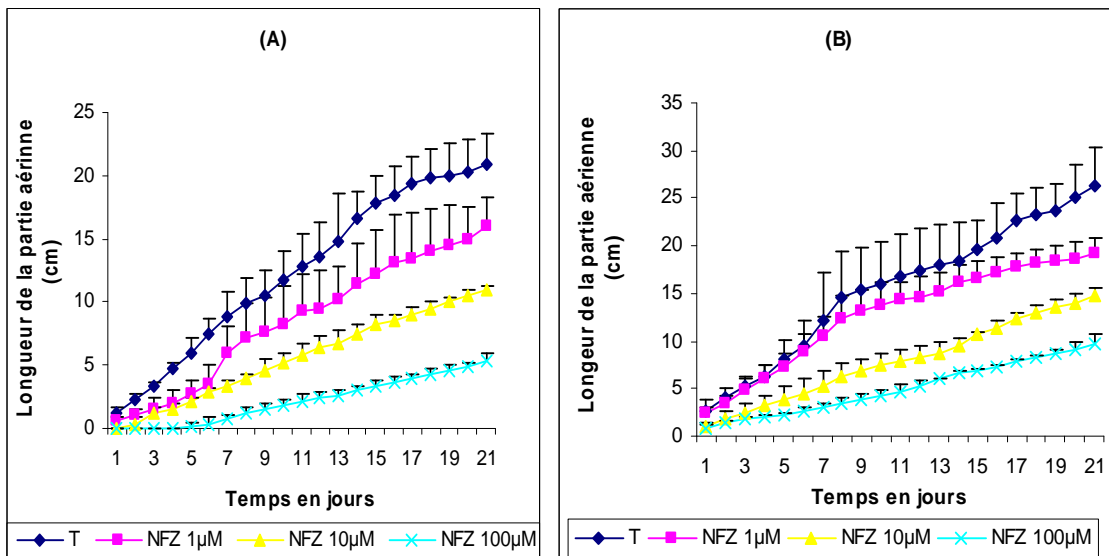 (A)
Longueur de la partie aérinne
(cm)
25
20
15
10
5
0
1 3 5 7 9 11 13 15 17 19 21
Temps en jours
T NFZ 1µM NFZ 10µM NFZ 100µM
(B)
Longueur de la partie aérienne
(cm)
35
30
25
20
15
10
5
0
1 3 5 7 9 11 13 15 17 19 21
Temps en jours
T NFZ 1µM NFZ 10µM NFZ 100µM